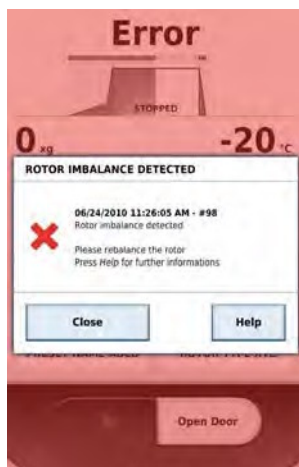 Error
STOPPED
0 xg
-20 °C
ROTOR IMBALANCE DETECTED
06/24/2010 11:26:05 AM - #98
Rotor imbalance detected
Please rebalance the rotor
Press Help for further informations
Close
Help
Open Door